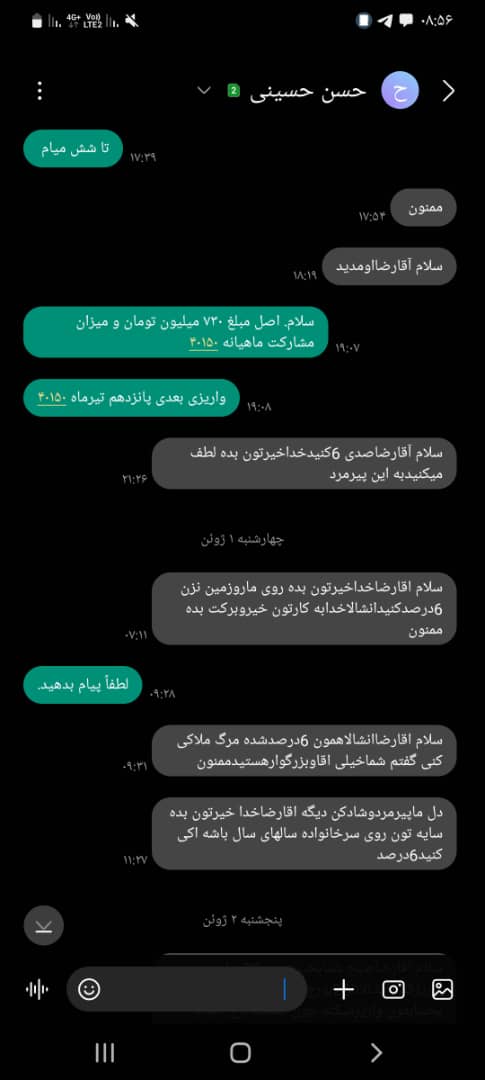 ۰۸:۵۶
4G+ Vo)) LTE2
حسن حسینی 2
ح
تا شش میام
۱۷:۳۹
ممنون
۱۷:۵۴
سلام آقارضااومدید
۱۸:۱۹
سلام. اصل مبلغ ۷۳۰ میلیون تومان و میزان
مشارکت ماهیانه ۴۰۱۵۰
۱۹:۰۷
واریزی بعدی پانزدهم تیرماه ۴۰۱۵۰
۱۹:۰۸
سلام آقارضاصدی 6کنیدخداخیرتون بده لطف
میکنیدبه این پیرمرد
۲۱:۲۶
چهارشنبه ۱ ژوئن
سلام اقارضاخداخیرتون بده روی ماروزمین نزن
6درصدکنیدانشالاخدابه کارتون خیروبرکت بده
ممنون
۰۷:۱۱
لطفاً پیام بدهید.
۰۹:۲۸
سلام اقارضاانشالاهمون 6درصدشده مرگ ملاکی
کنی گفتم شماخیلی اقاوبزرگوارهستیدممنون
۰۹:۳۱
دل ماپیرمردوشادکن دیگه اقارضاخدا خیرتون بده
سایه تون روی سرخانواده سالهای سال باشه اکی
کنید6درصد
۱۱:۲۷
پنجشنبه ۲ ژوئن